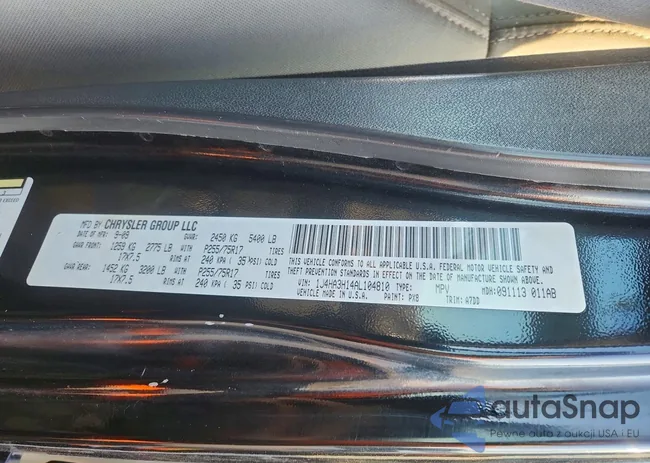 MFD BY CHRYSLER GROUP LLC
DATE OF MFR 9-09 GVWR: 2450 KG 5400 LB
GAWR FRONT: 1259 KG 2775 LB WITH P255/75R17 TIRES
17X7.5 RIMS AT 240 KPA ( 35 PSI) COLD
GAWR REAR: 1452 KG 3200 LB WITH P255/75R17 TIRES
17X7.5 RIMS AT 240 KPA ( 35 PSI) COLD
THIS VEHICLE CONFORMS TO ALL APPLICABLE U.S.A. FEDERAL MOTOR VEHICLE SAFETY AND
THEFT PREVENTION STANDARDS IN EFFECT ON THE DATE OF MANUFACTURE SHOWN ABOVE.
VIN: 1J4HA3H14AL104810 TYPE: MPV MDH: 091113 011AB
MADE IN U.S.A. PAINT: PX8 TRIM: A7DD
autaSnap
Pewne auto z aukcji USA i EU